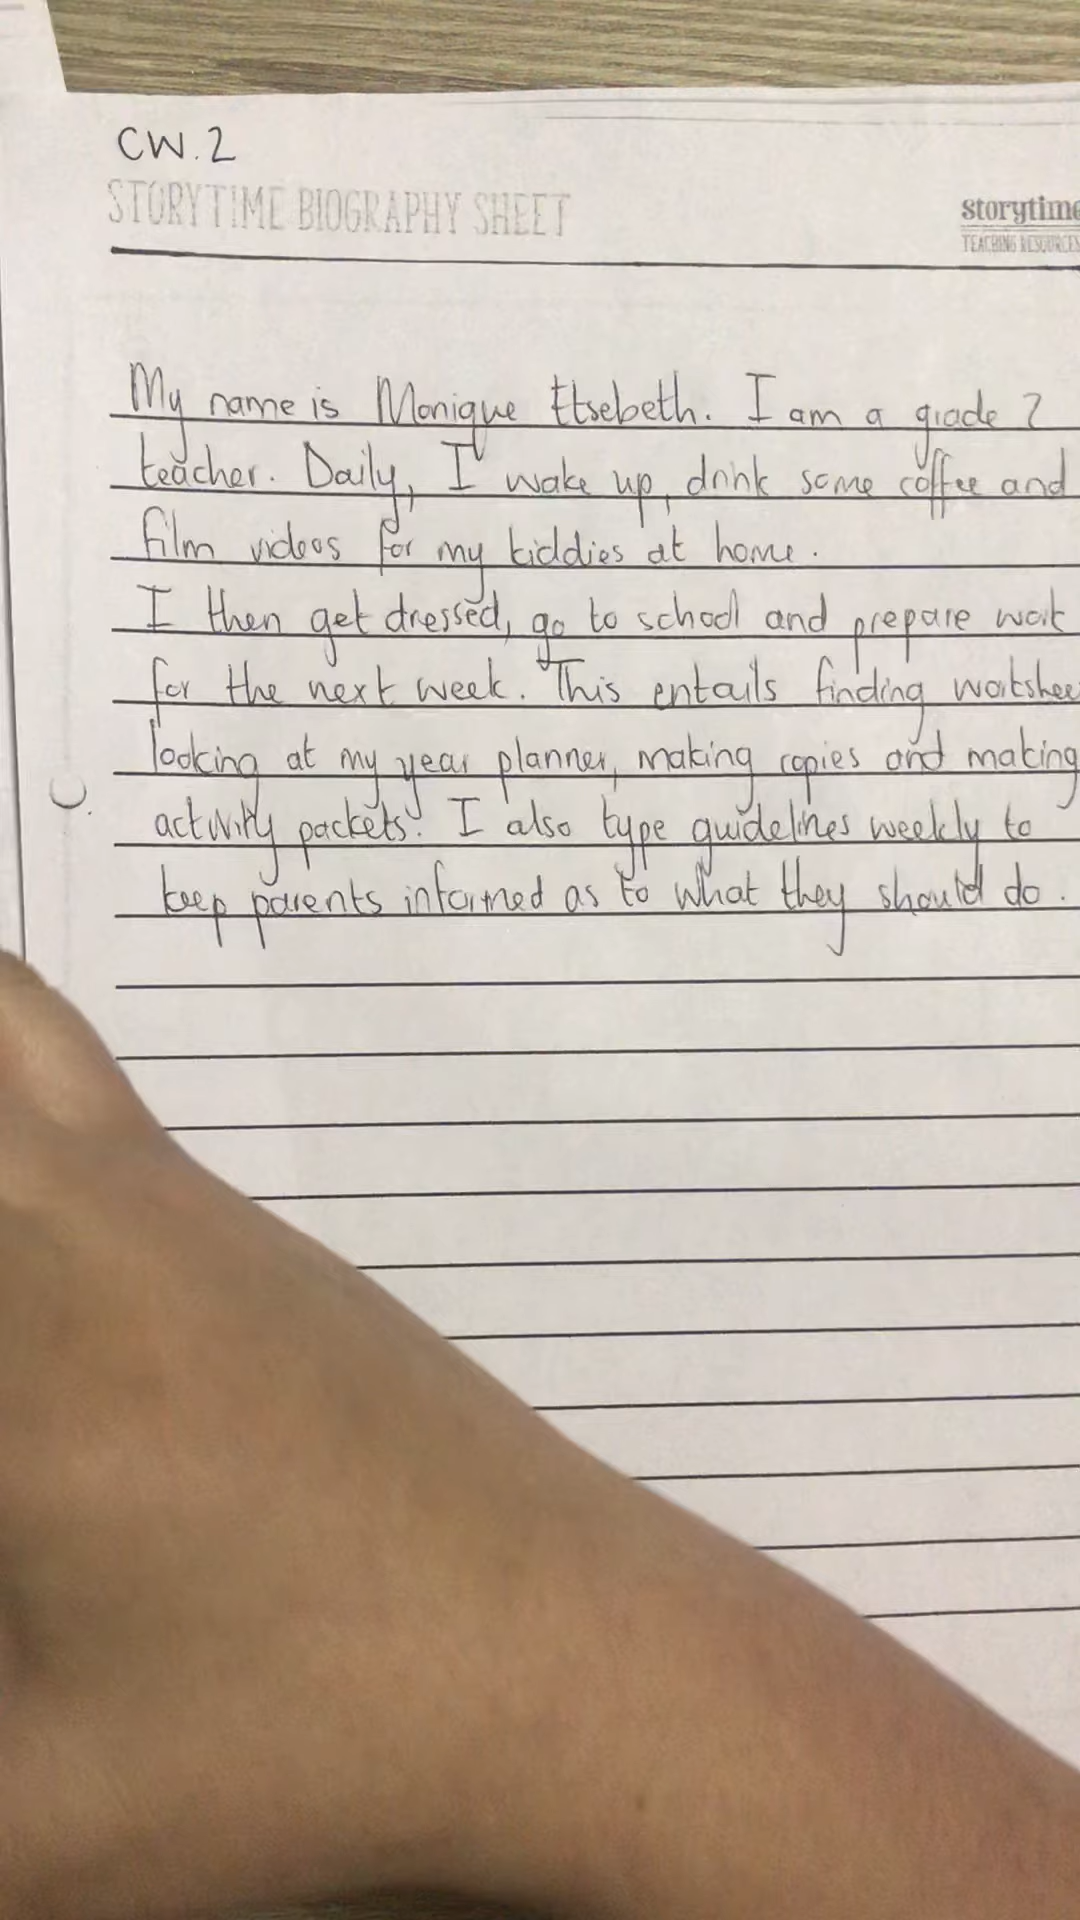 CW.2
STORYTIME BIOGRAPHY SHEET
storytime
TEACHING RESOURCES
My name is Monique Etsebeth. I am a grade 2
teacher. Daily, I wake up, drink some coffee and
film videos for my kiddies at home.
I then get dressed, go to school and prepare work
for the next week. This entails finding workshee
looking at my year planner, making copies and making
activity packets. I also type guidelines weekly to
keep parents informed as to what they should do.